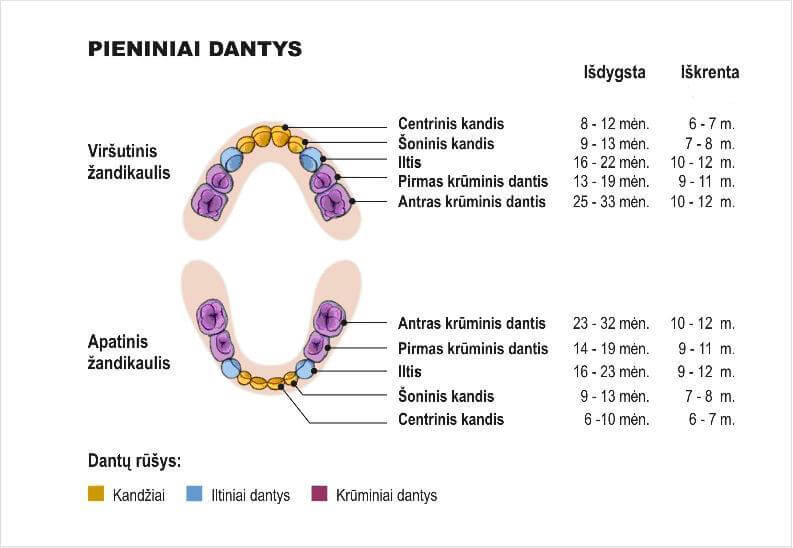 PIENINIAI DANTYS
Išdygsta Iškrenta
Viršutinis
žandikaulis
Centrinis kandis 8 - 12 mėn. 6 - 7 m.
Šoninis kandis 9 - 13 mėn. 7 - 8 m.
Iltis 16 - 22 mėn. 10 - 12 m.
Pirmas krūminis dantis 13 - 19 mėn. 9 - 11 m.
Antras krūminis dantis 25 - 33 mėn. 10 - 12 m.
Apatinis
žandikaulis
Antras krūminis dantis 23 - 32 mėn. 10 - 12 m.
Pirmas krūminis dantis 14 - 19 mėn. 9 - 11 m.
Iltis 16 - 23 mėn. 9 - 12 m.
Šoninis kandis 9 - 13 mėn. 7 - 8 m.
Centrinis kandis 6 -10 mėn. 6 - 7 m.
Dantų rūšys:
Kandžiai Iltiniai dantys Krūminiai dantys